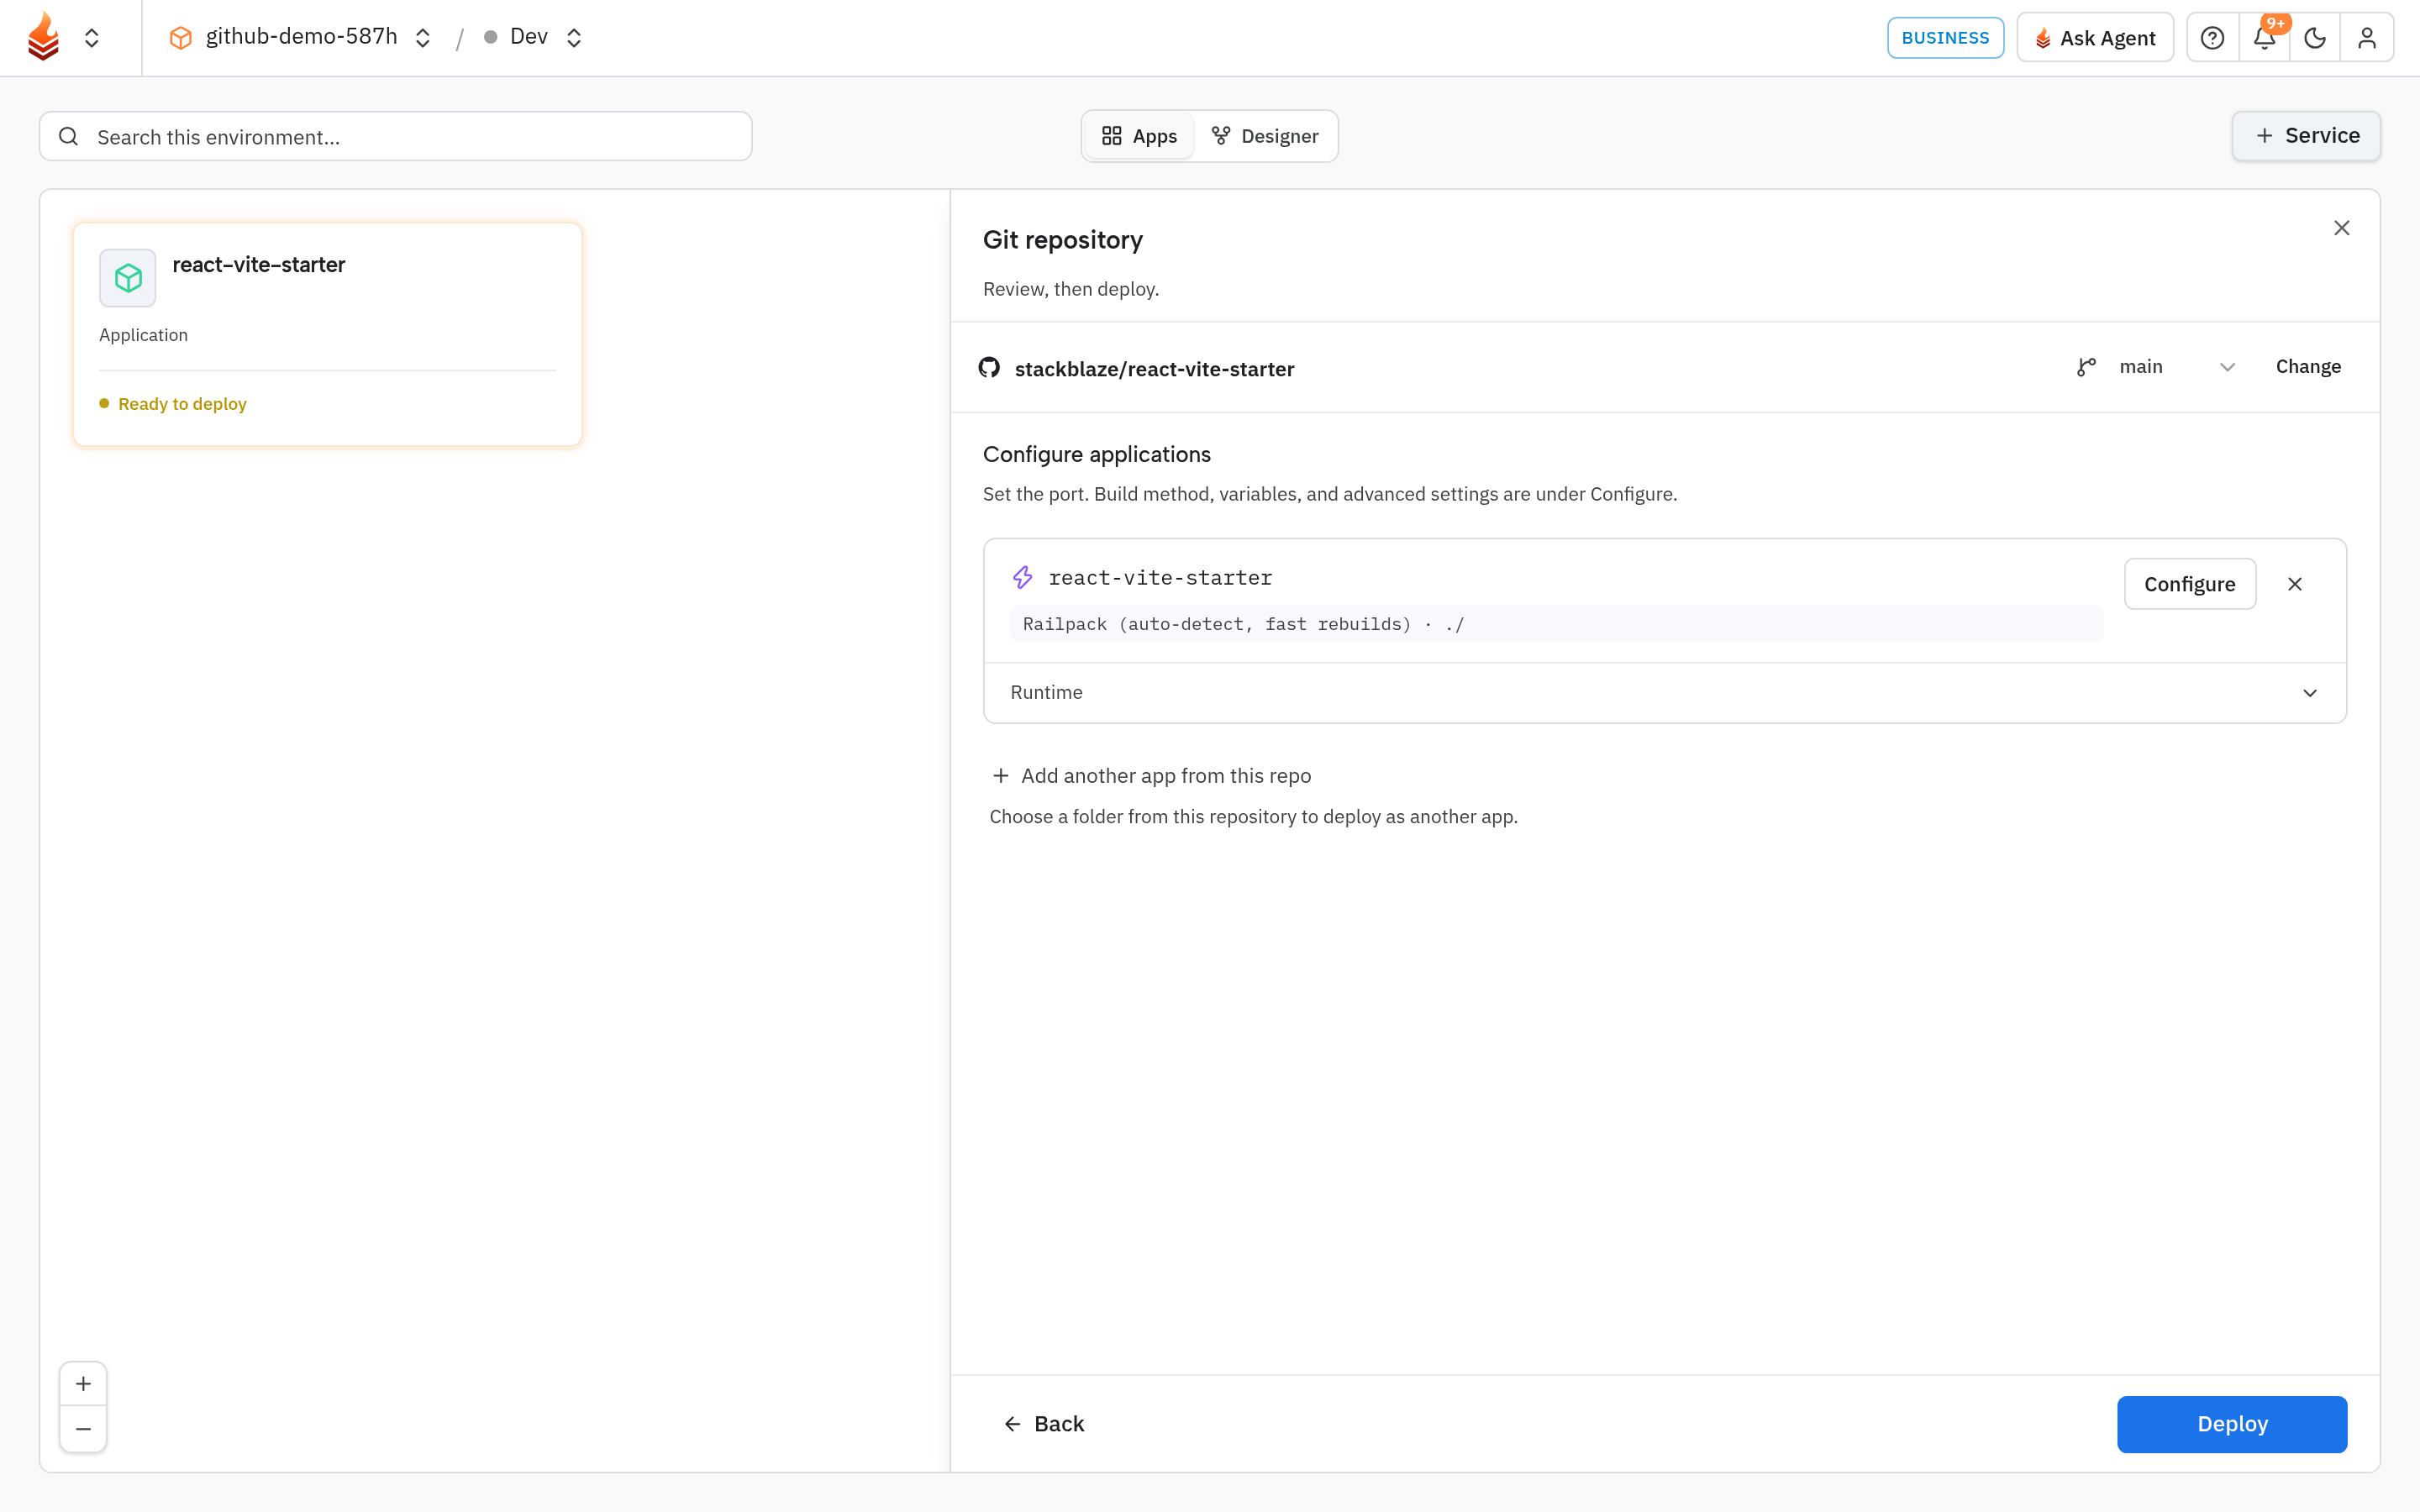 github-demo-587h / Dev
BUSINESS
Ask Agent
9+
Search this environment...
Apps
Designer
+ Service
react-vite-starter
Application
Ready to deploy
Git repository
Review, then deploy.
stackblaze/react-vite-starter
main
Change
Configure applications
Set the port. Build method, variables, and advanced settings are under Configure.
react-vite-starter
Configure
Railpack (auto-detect, fast rebuilds) · ./
Runtime
+ Add another app from this repo
Choose a folder from this repository to deploy as another app.
Back
Deploy